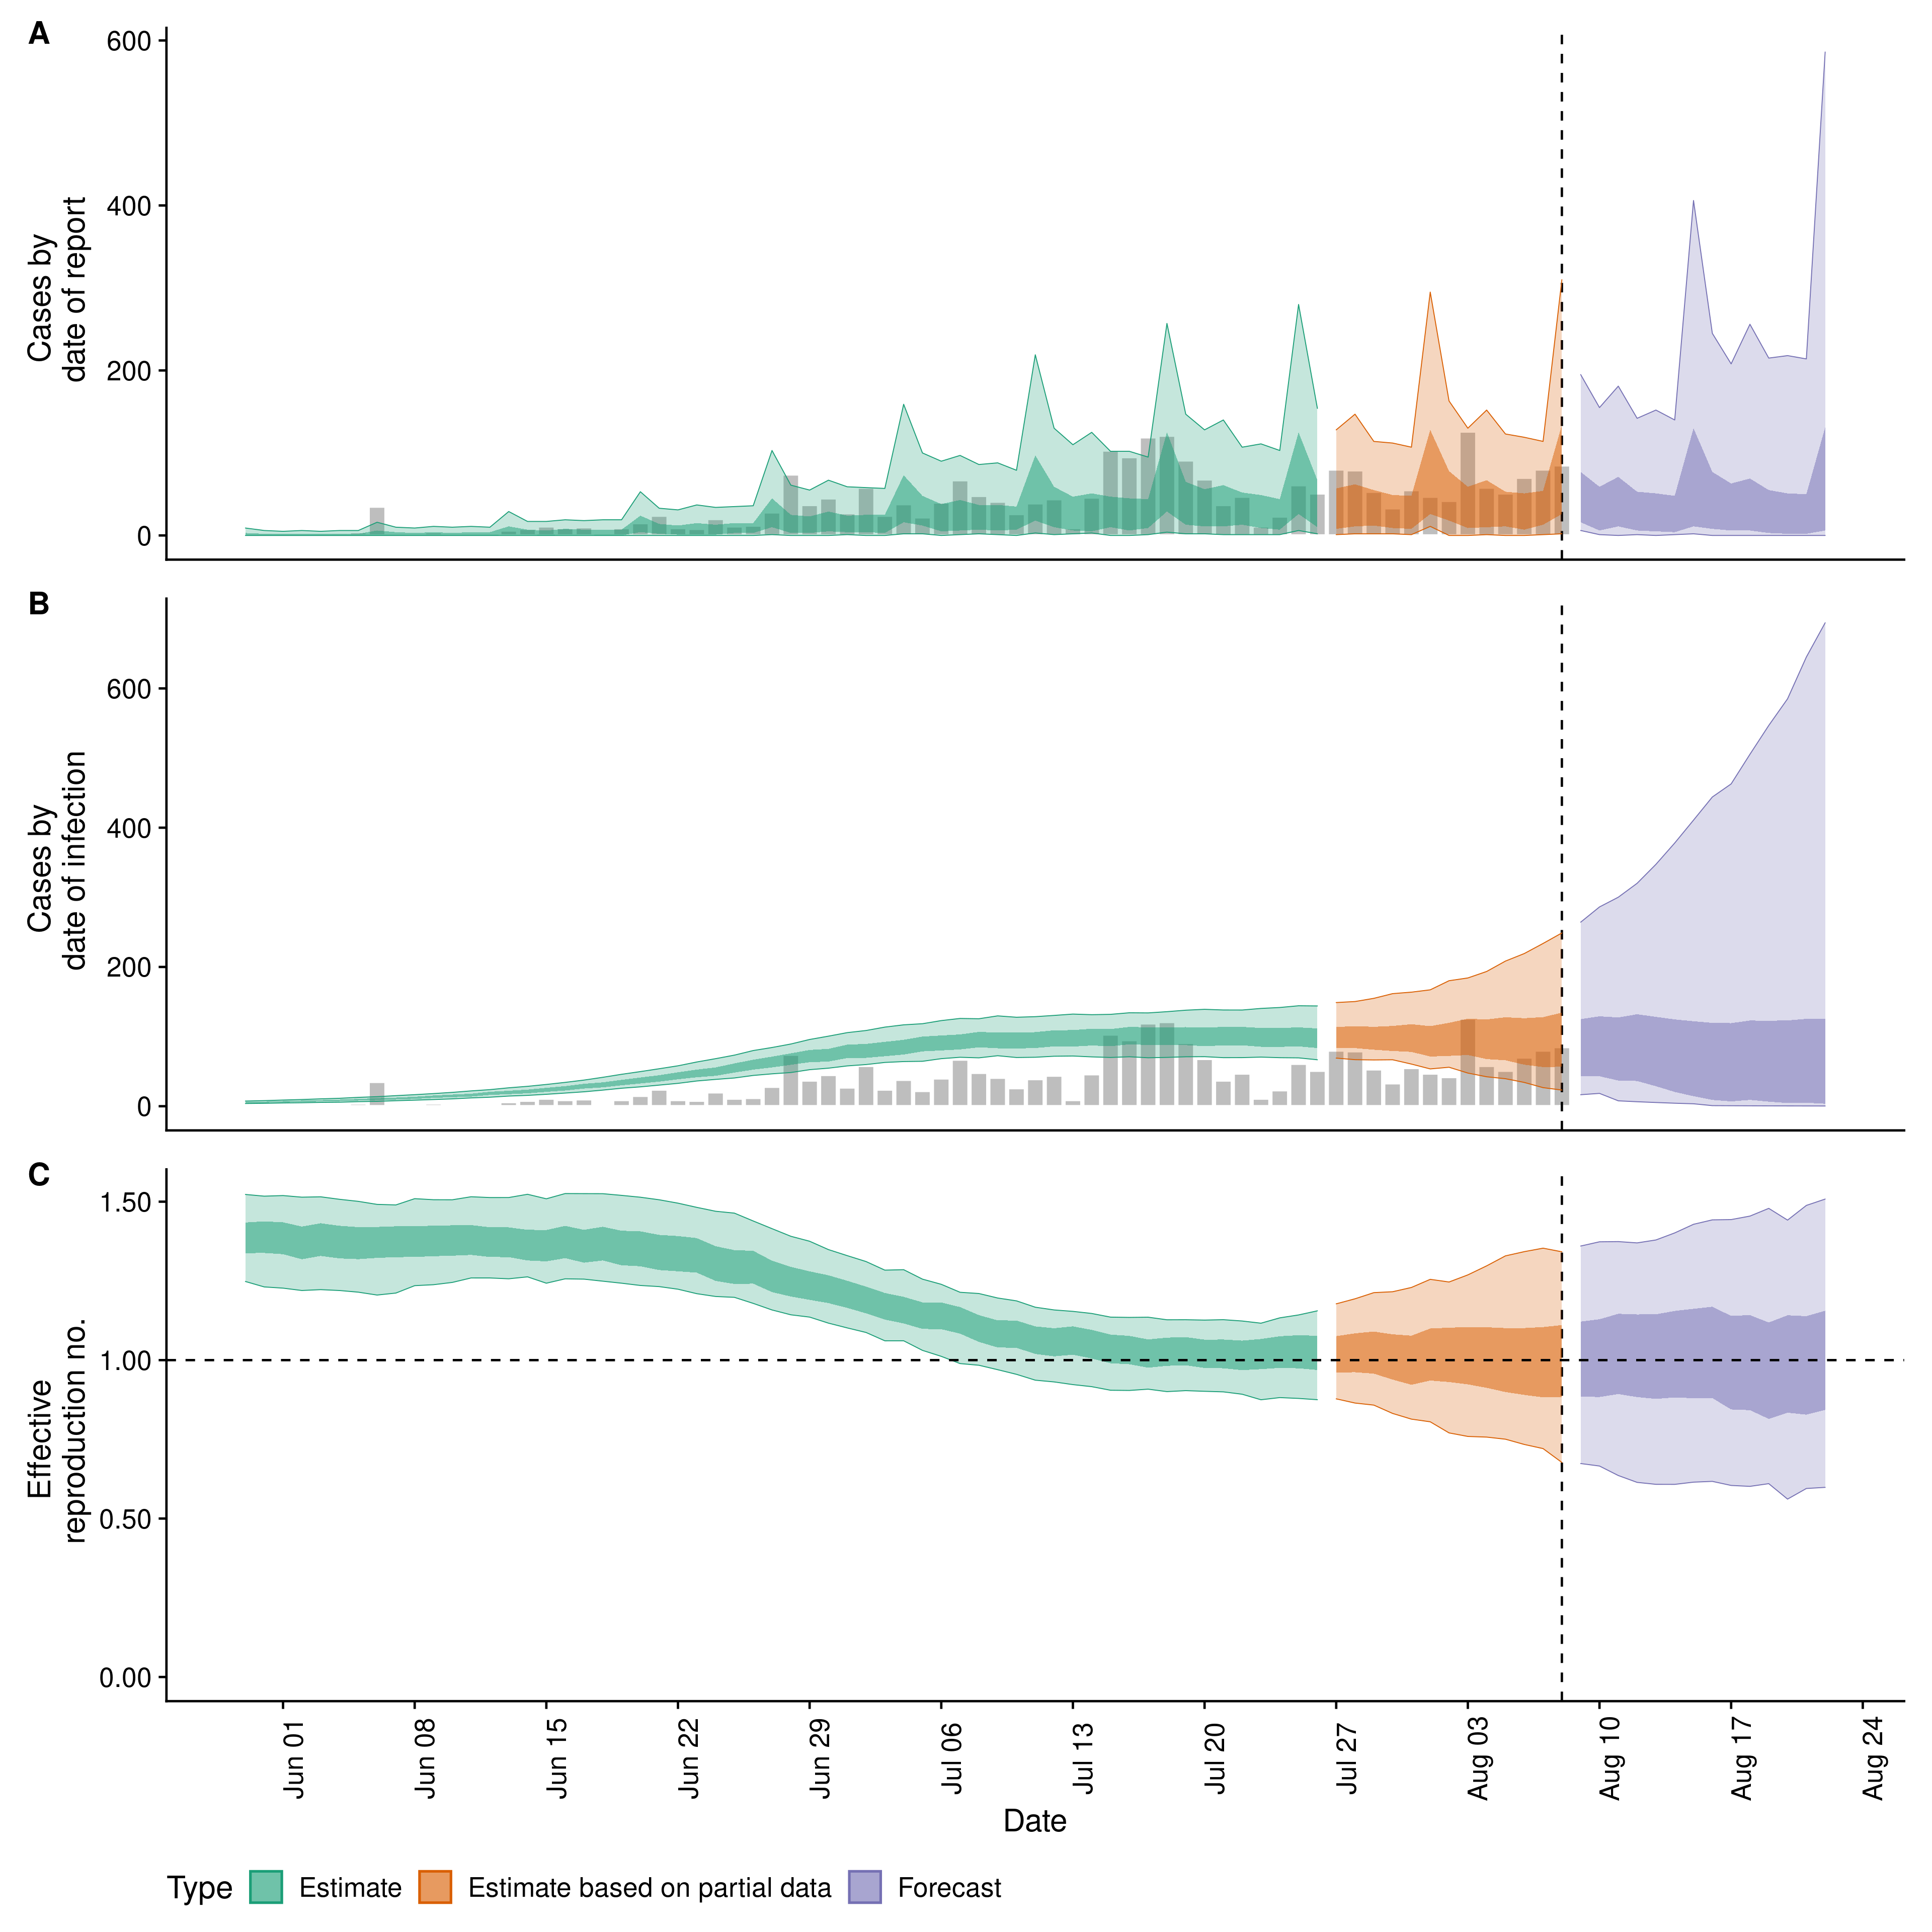 A
600
400
200
0
Cases by
date of report
B
600
400
200
0
Cases by
date of infection
C
1.50
1.00
0.50
0.00
Effective
reproduction no.
Jun 01
Jun 08
Jun 15
Jun 22
Jun 29
Jul 06
Jul 13
Jul 20
Jul 27
Aug 03
Aug 10
Aug 17
Aug 24
Date
Type Estimate Estimate based on partial data Forecast